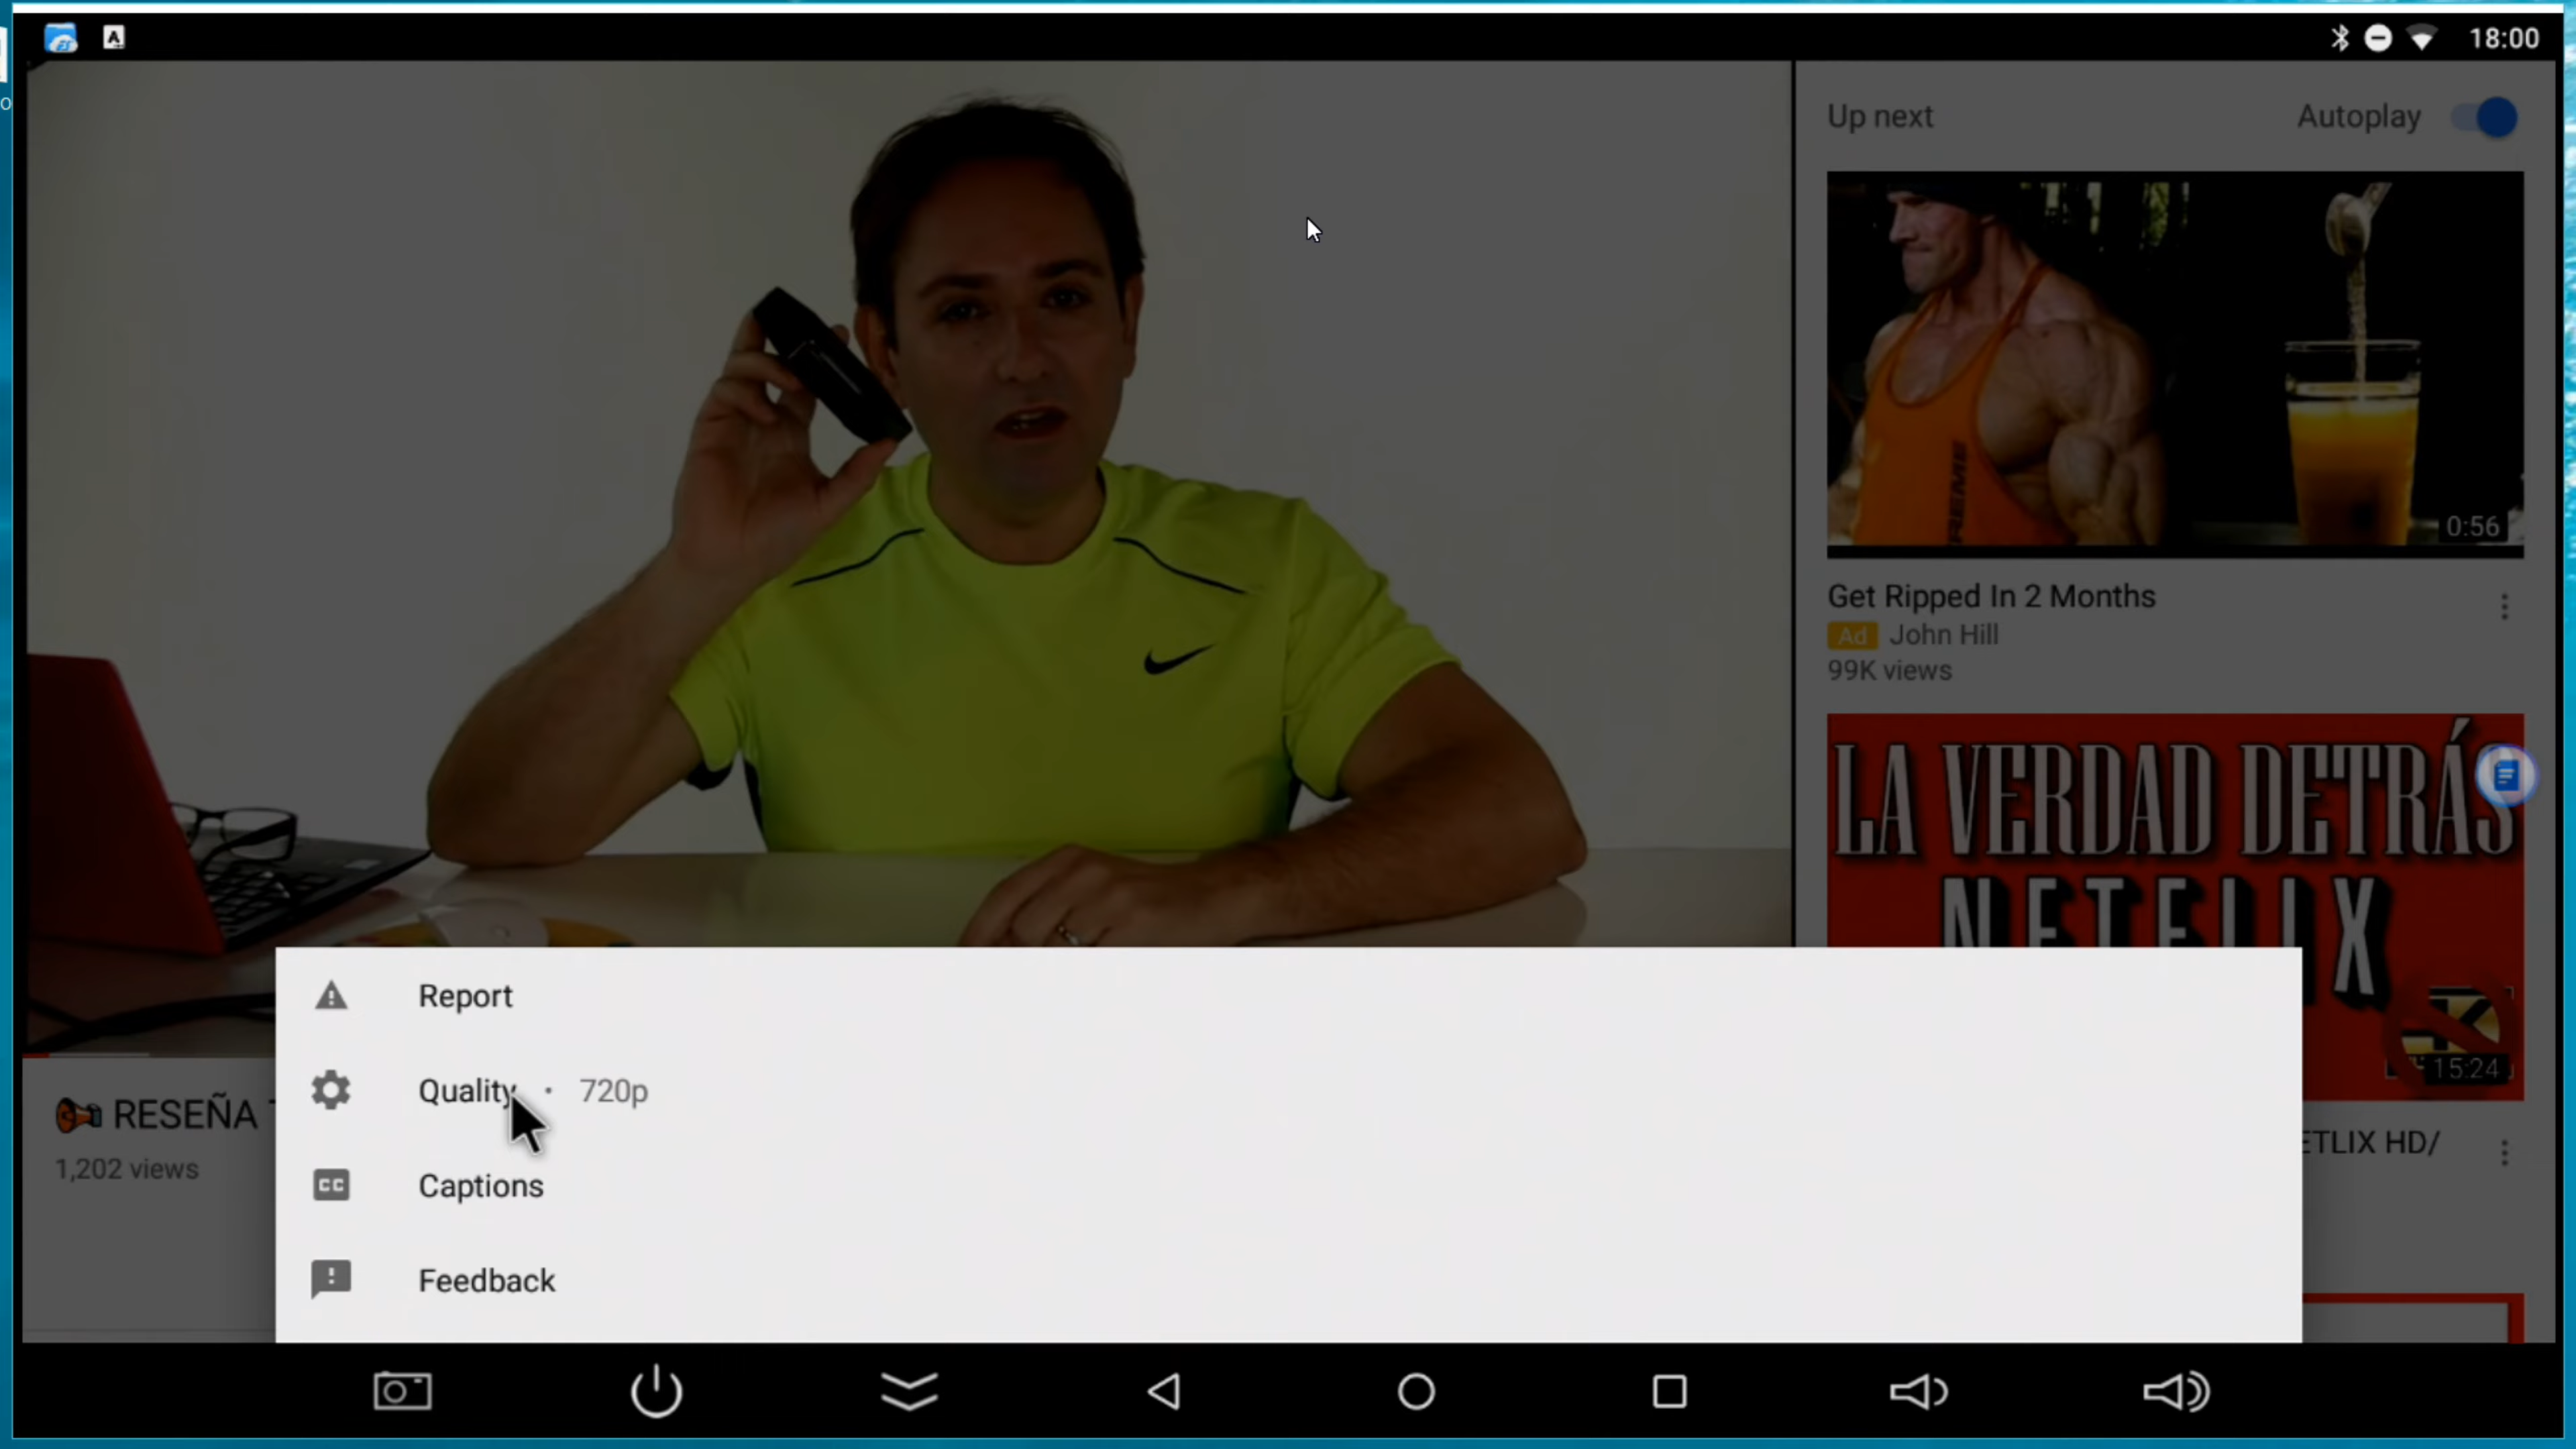 A
18:00
Up next
Autoplay
0:56
Get Ripped In 2 Months
Ad John Hill
99K views
LA VERDAD DETRÁS
NETFLIX
15:24
ETLIX HD/
Report
Quality · 720p
Captions
Feedback
RESEÑA
1,202 views